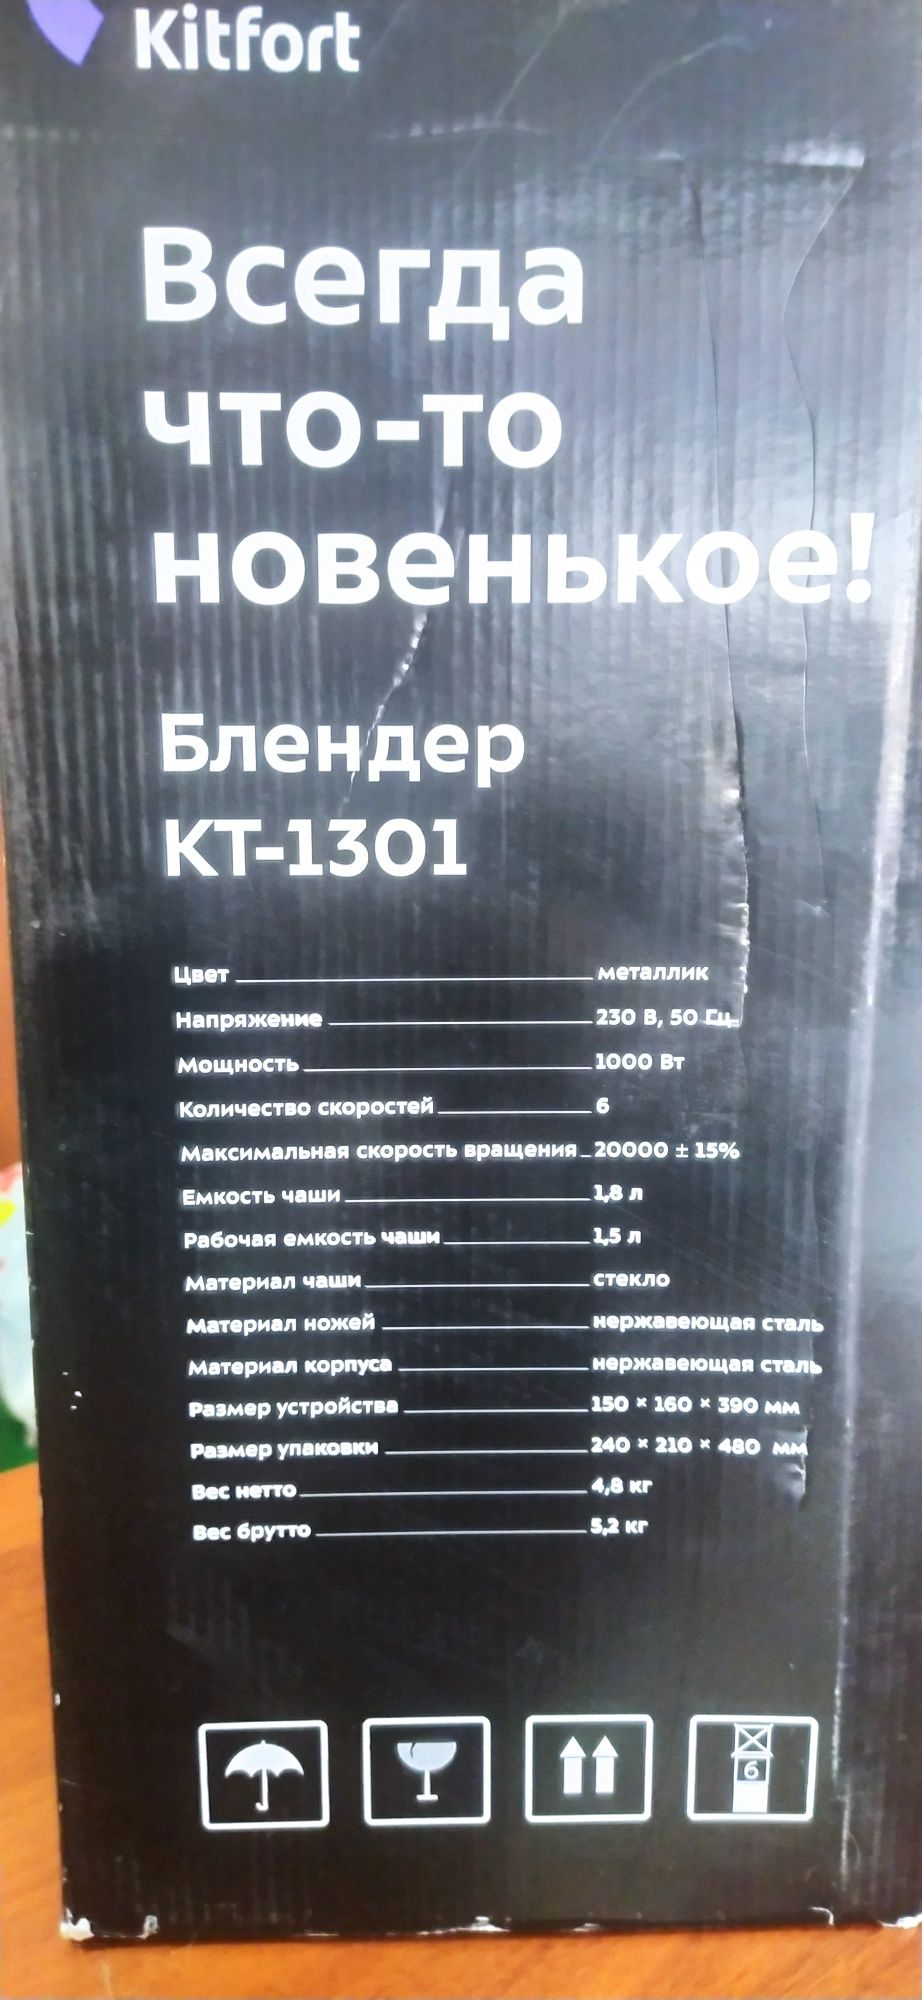 Kitfort
Всегда
что-то
новенькое!
Блендер
КТ-1301
Цвет металлик
Напряжение 230 В, 50 Гц
Мощность 1000 Вт
Количество скоростей 6
Максимальная скорость вращения 20000 ± 15%
Емкость чаши 1,8 л
Рабочая емкость чаши 1,5 л
Материал чаши стекло
Материал ножей нержавеющая сталь
Материал корпуса нержавеющая сталь
Размер устройства 150 × 160 × 390 мм
Размер упаковки 240 × 210 × 480 мм
Вес нетто 4,8 кг
Вес брутто 5,2 кг
6